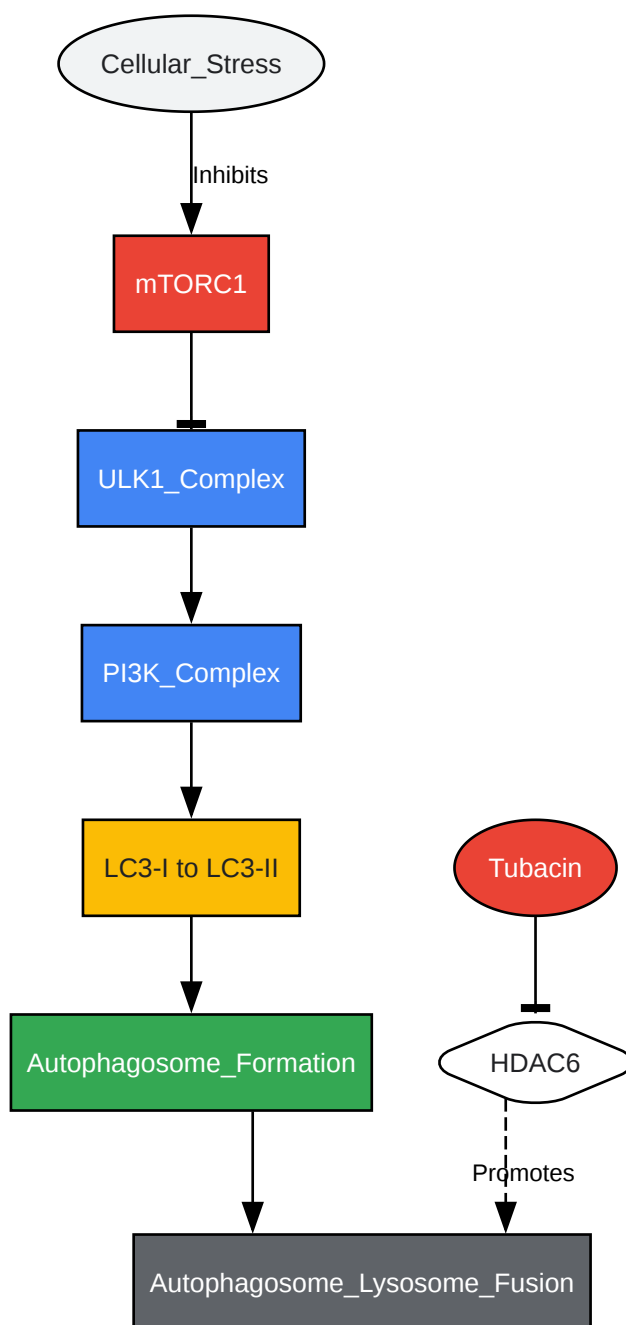 Cellular_Stress
Inhibits
mTORC1
ULK1_Complex
PI3K_Complex
LC3-I to LC3-II
Tubacin
Autophagosome_Formation
HDAC6
Promotes
Autophagosome_Lysosome_Fusion